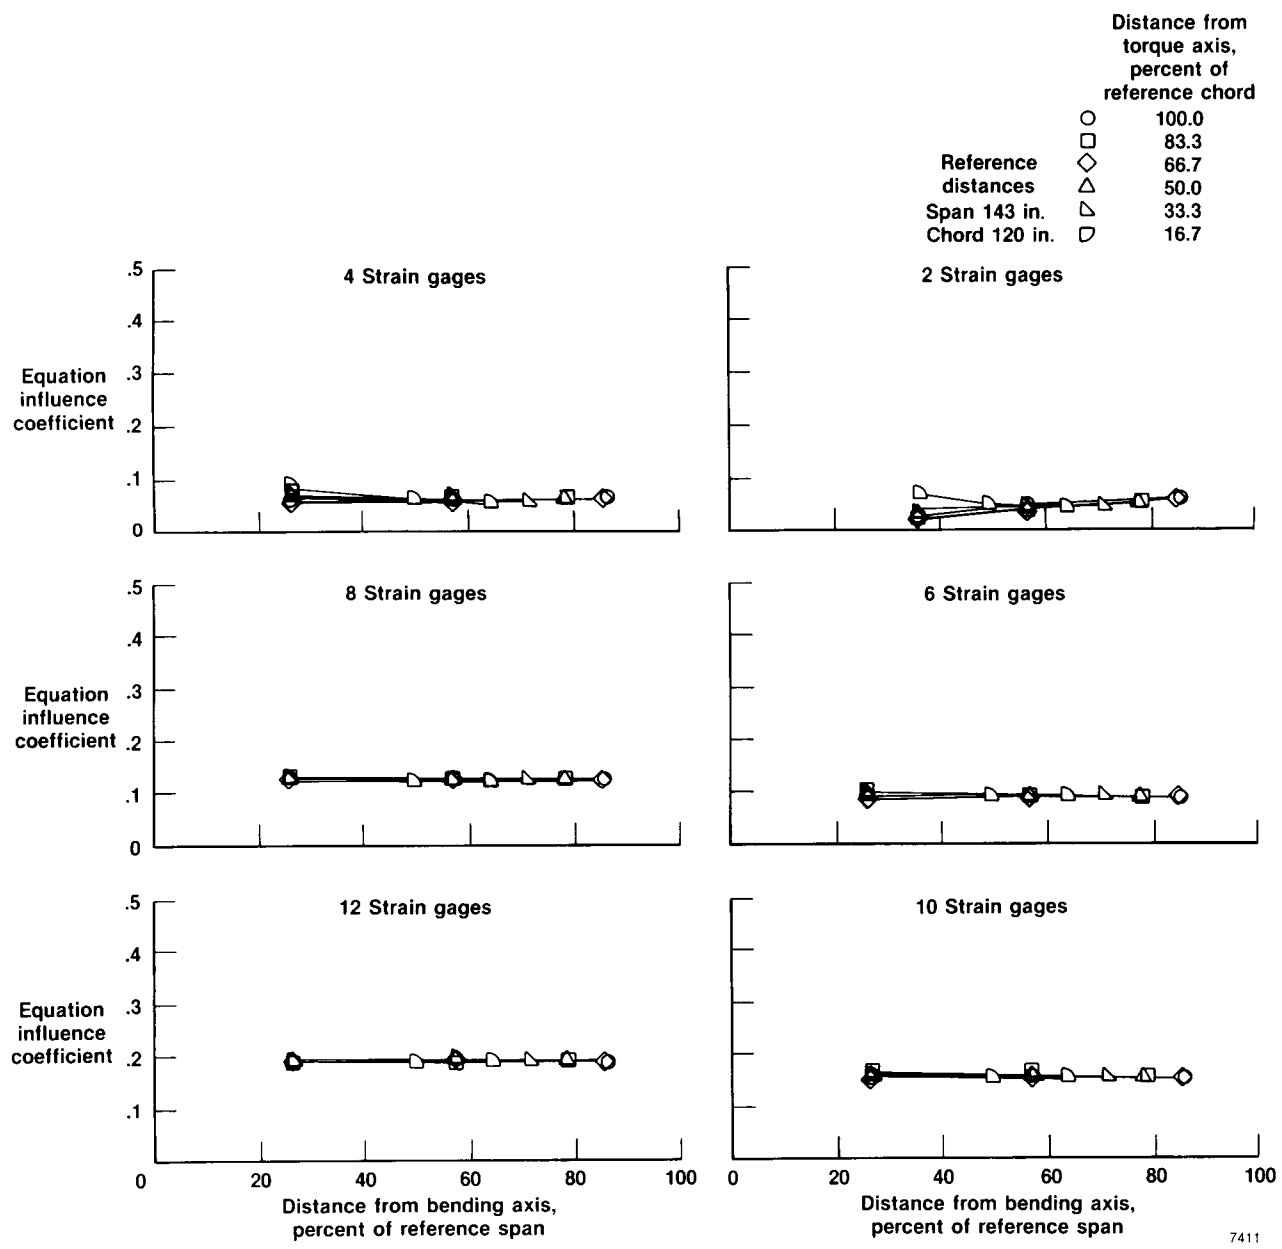 Distance from
torque axis,
percent of
reference chord
100.0
83.3
Reference 66.7
distances 50.0
Span 143 in. 33.3
Chord 120 in. 16.7
4 Strain gages
.5
.4
.3
.2
.1
0
Equation
influence
coefficient
2 Strain gages
8 Strain gages
.5
.4
.3
.2
.1
0
Equation
influence
coefficient
6 Strain gages
12 Strain gages
.5
.4
.3
.2
.1
Equation
influence
coefficient
0 20 40 60 80 100
Distance from bending axis,
percent of reference span
10 Strain gages
0 20 40 60 80 100
Distance from bending axis,
percent of reference span
7411